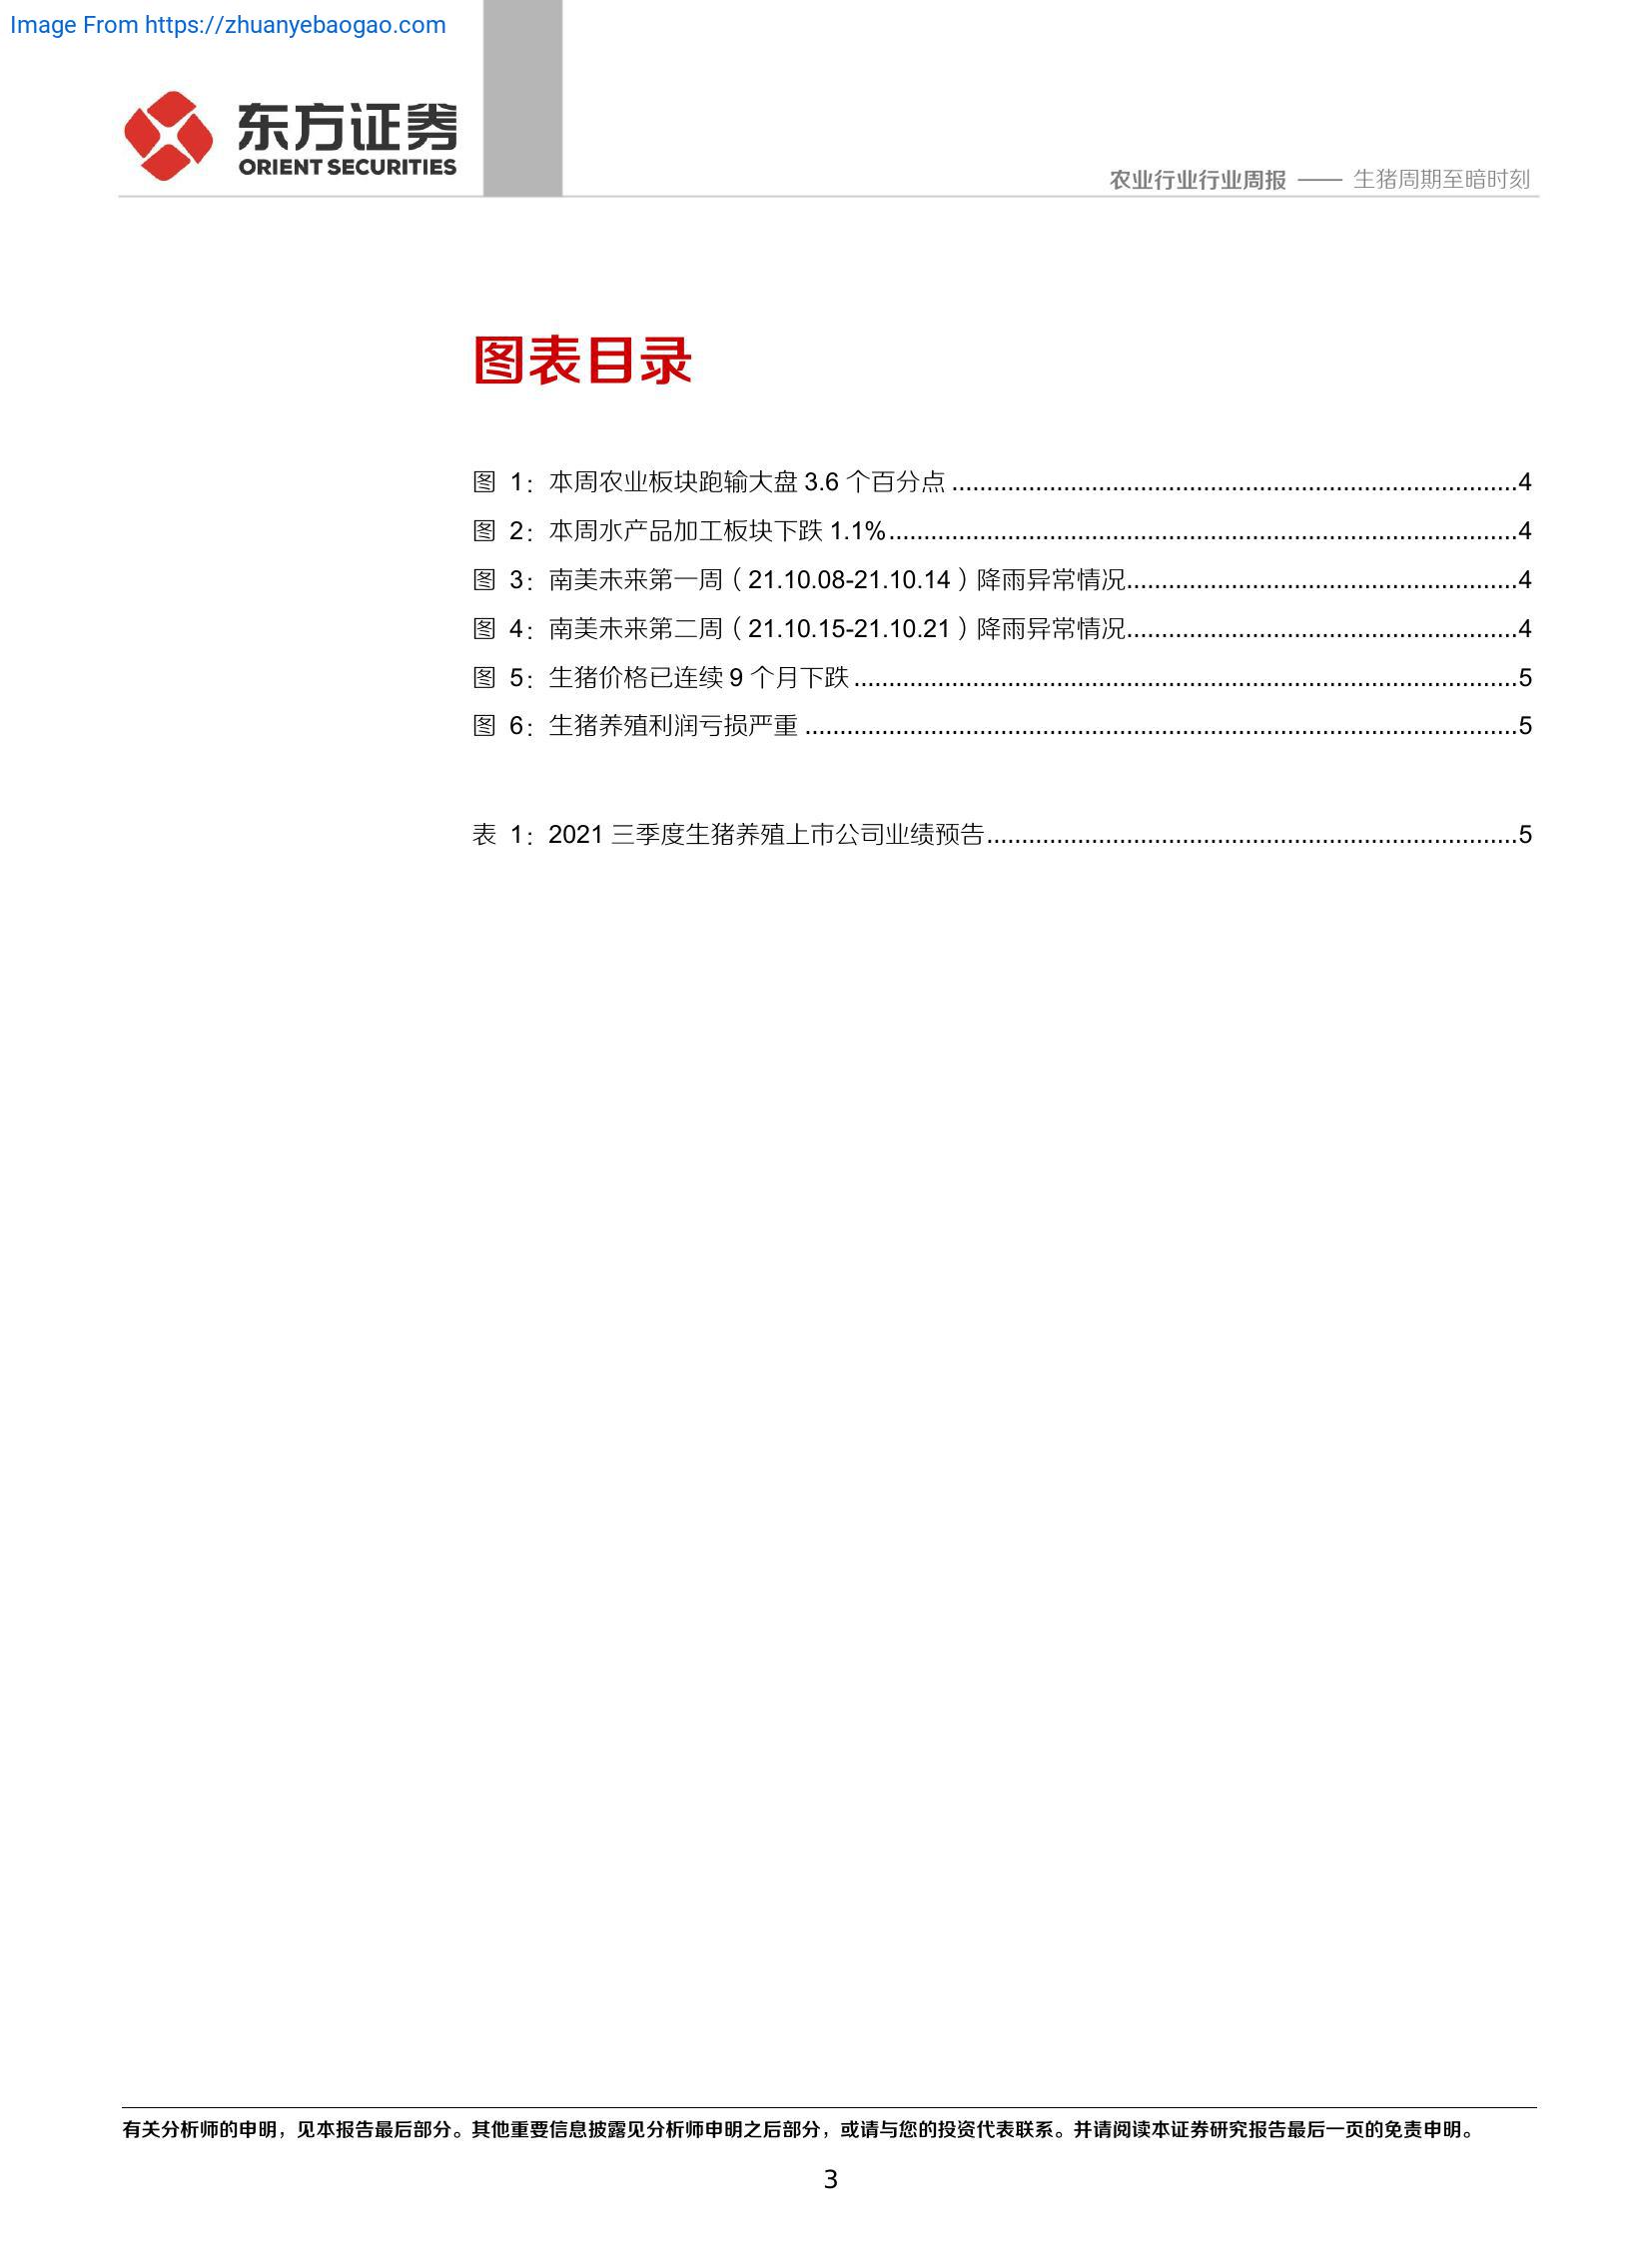 Image From https://zhuanyebaogao.com
东方证券
ORIENT SECURITIES
农业行业行业周报 —— 生猪周期至暗时刻
图表目录
图 1：本周农业板块跑输大盘 3.6 个百分点 ................................................................................4
图 2：本周水产品加工板块下跌 1.1%.........................................................................................4
图 3：南美未来第一周（21.10.08-21.10.14）降雨异常情况.......................................................4
图 4：南美未来第二周（21.10.15-21.10.21）降雨异常情况.......................................................4
图 5：生猪价格已连续 9 个月下跌 ..............................................................................................5
图 6：生猪养殖利润亏损严重 .....................................................................................................5
表 1：2021 三季度生猪养殖上市公司业绩预告...........................................................................5
有关分析师的申明，见本报告最后部分。其他重要信息披露见分析师申明之后部分，或请与您的投资代表联系。并请阅读本证券研究报告最后一页的免责申明。
3